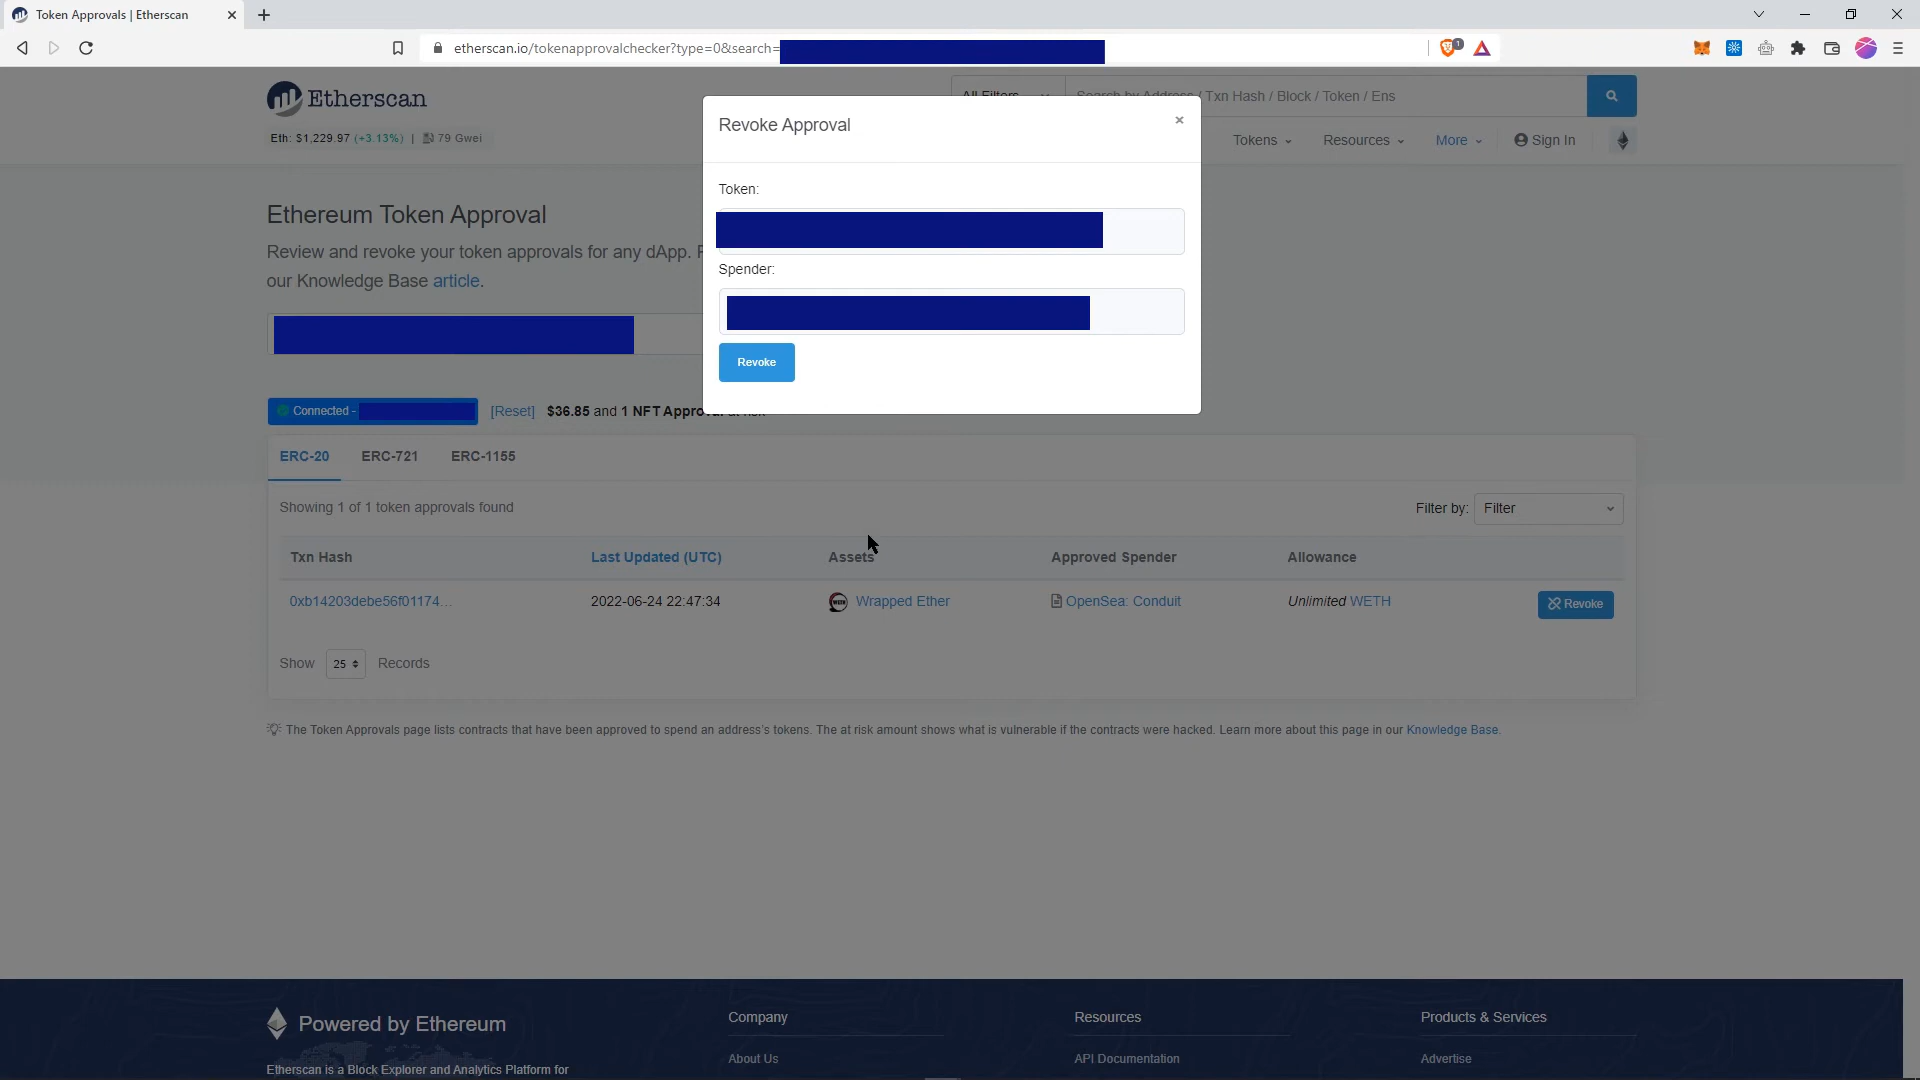 Token Approvals | Etherscan
etherscan.io/tokenapprovalchecker?type=0&search=
1
Etherscan
All Filters
Search by Address / Txn Hash / Block / Token / Ens
Eth: $1,229.97 (+3.13%) | 79 Gwei
Tokens
Resources
More
Sign In
Revoke Approval
×
Token:
Spender:
Revoke
Ethereum Token Approval
Review and revoke your token approvals for any dApp.
our Knowledge Base article.
Connected -
[Reset]
$36.85 and 1 NFT Approval at risk
ERC-20
ERC-721
ERC-1155
Showing 1 of 1 token approvals found
Filter by:
Filter
Txn Hash
Last Updated (UTC)
Assets
Approved Spender
Allowance
0xb14203debe56f01174...
2022-06-24 22:47:34
WETH
Wrapped Ether
OpenSea: Conduit
Unlimited WETH
Revoke
Show
25
Records
The Token Approvals page lists contracts that have been approved to spend an address's tokens. The at risk amount shows what is vulnerable if the contracts were hacked. Learn more about this page in our Knowledge Base.
Powered by Ethereum
Etherscan is a Block Explorer and Analytics Platform for
Company
About Us
Resources
API Documentation
Products & Services
Advertise